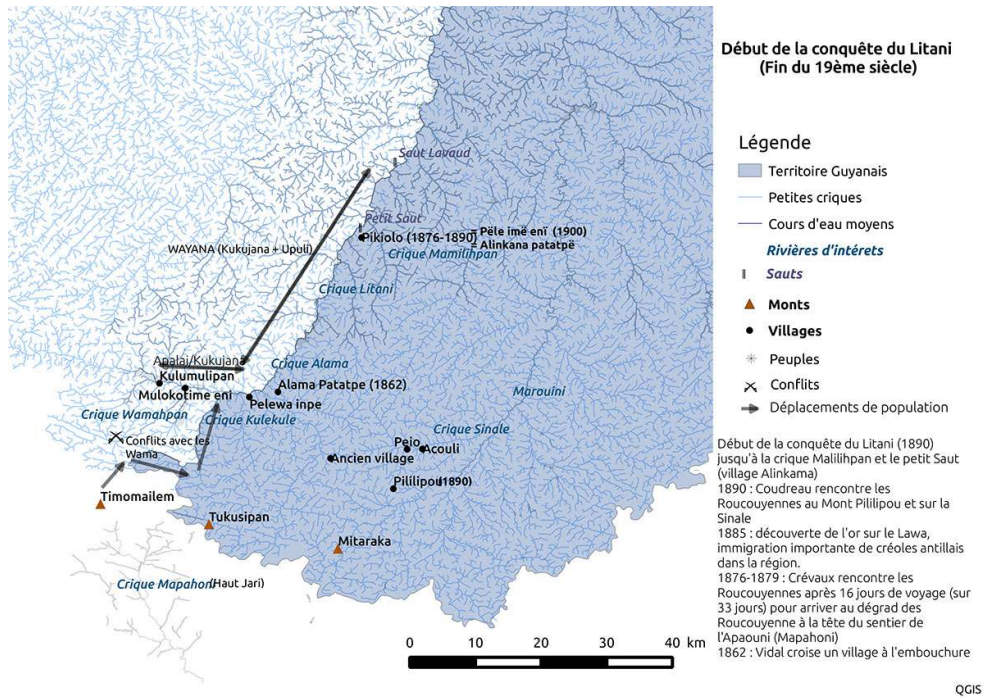 Début de la conquête du Litani
(Fin du 19ème siècle)
Légende
Territoire Guyanais
Petites criques
Cours d'eau moyens
Rivières d'intérets
Sauts
Monts
Villages
Peuples
Conflits
Déplacements de population
Début de la conquête du Litani (1890)
jusqu'à la crique Malilihpan et le petit Saut
(village Alinkama)
1890 : Coudreau rencontre les
Roucouyennes au Mont Pililipou et sur la
Sinale
1885 : découverte de l'or sur le Lawa,
immigration importante de créoles antillais
dans la région.
1876-1879 : Crévaux rencontre les
Roucouyennes après 16 jours de voyage (sur
33 jours) pour arriver au dégrad des
Roucouyenne à la tête du sentier de
l'Apaouni (Mapahoni)
1862 : Vidal croise un village à l'embouchure
Saut Lavaud
Petit Saut
Pikiolo (1876-1890)
= Pële imë enï (1900)
= Alinkana patatpë
WAYANA (Kukujana + Upuli)
Crique Mamilihpan
Crique Litani
Apalai/Kukujana
Crique Alama
Kulumulipan
Alama Patatpe (1862)
Mulokotime eni
Marouini
Pelewa inpe
Crique Wamahpan
Crique Kulekule
Crique Sinale
Conflits avec les
Wama
Peio
Acouli
Ancien village
Pililipou (1890)
Timomailem
Tukusipan
Mitaraka
Crique Mapahoni (Haut Jari)
0 10 20 30 40 km
QGIS